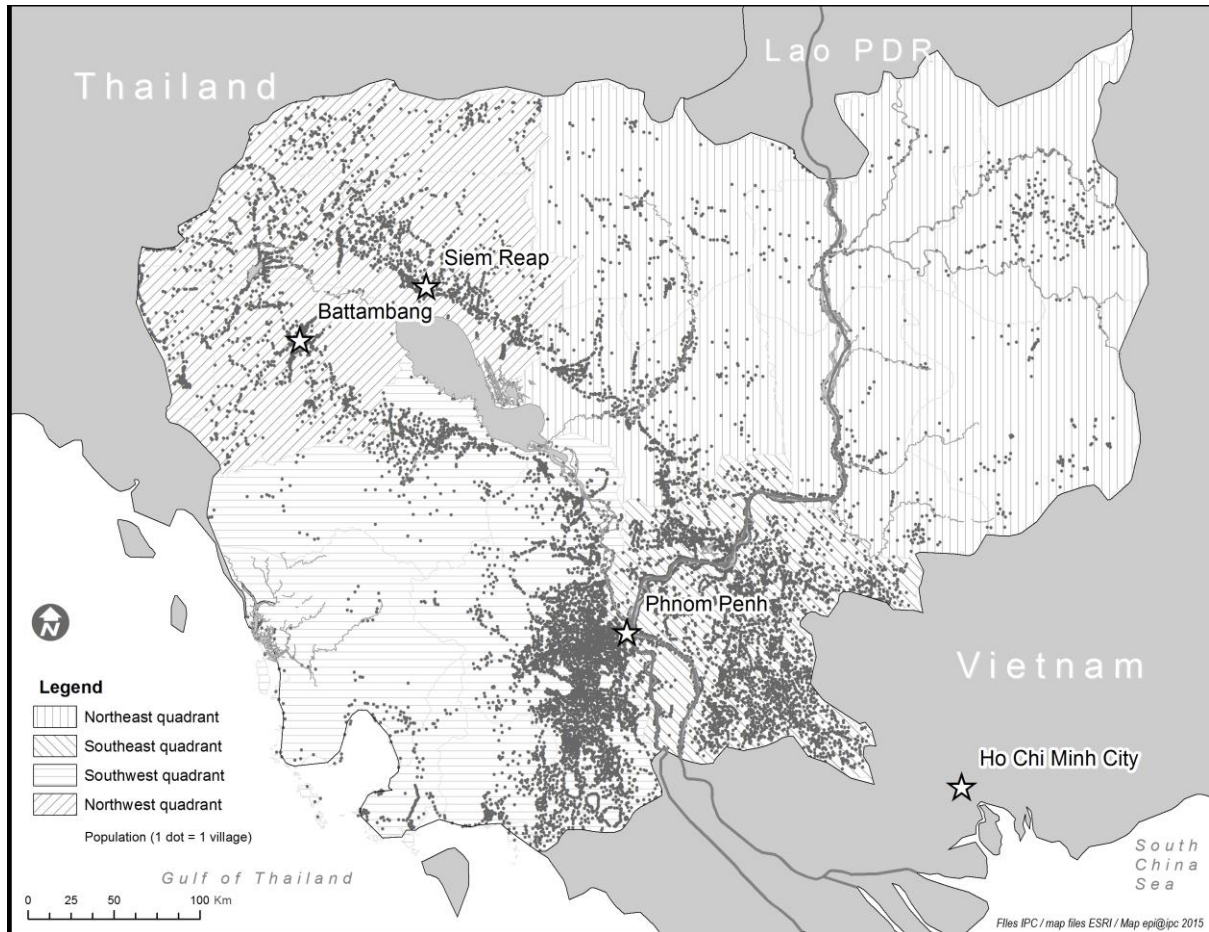 Thailand
Lao PDR
Siem Reap
Battambang
Phnom Penh
Vietnam
Ho Chi Minh City
N
Legend
Northeast quadrant
Southeast quadrant
Southwest quadrant
Northwest quadrant
Population (1 dot = 1 village)
Gulf of Thailand
South
China
Sea
0 25 50 100 Km
FIles IPC / map files ESRI / Map epi@ipc 2015